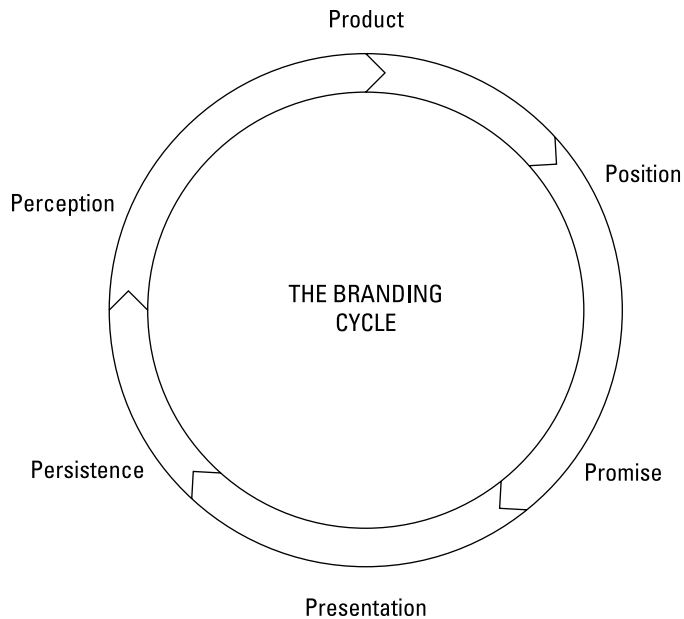 Product
Position
Promise
Presentation
Persistence
Perception
THE BRANDING
CYCLE